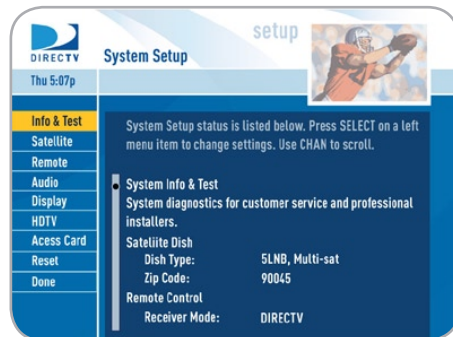 setup
DIRECTV
System Setup
Thu 5:07p
Info & Test
Satellite
Remote
Audio
Display
HDTV
Acess Card
Reset
Done
System Setup status is listed below. Press SELECT on a left
menu item to change settings. Use CHAN to scroll.
System Info & Test
System diagnostics for customer service and professional
installers.
Sateliite Dish
Dish Type: 5LNB, Multi-sat
Zip Code: 90045
Remote Control
Receiver Mode: DIRECTV